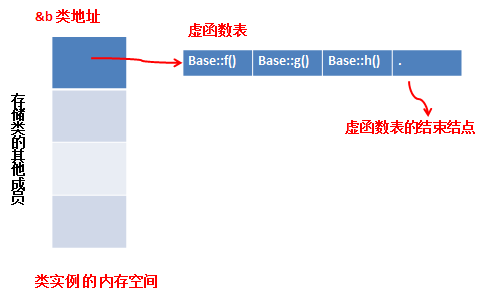 &b 类地址
虚函数表
Base::f()
Base::g()
Base::h()
.
虚函数表的结束结点
存储类的其他成员
类实例的内存空间